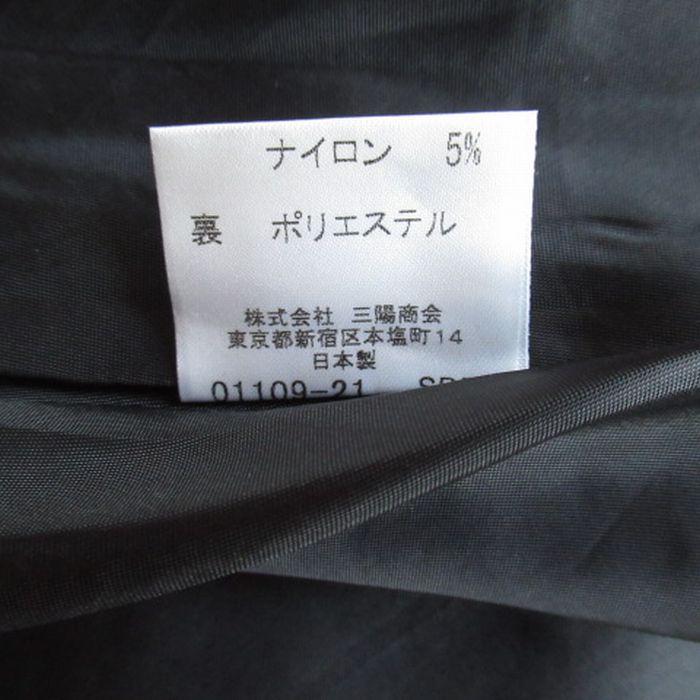 ナイロン 5%
裏 ポリエステル
株式会社 三陽商会
東京都新宿区本塩町14
日本製
01109-21